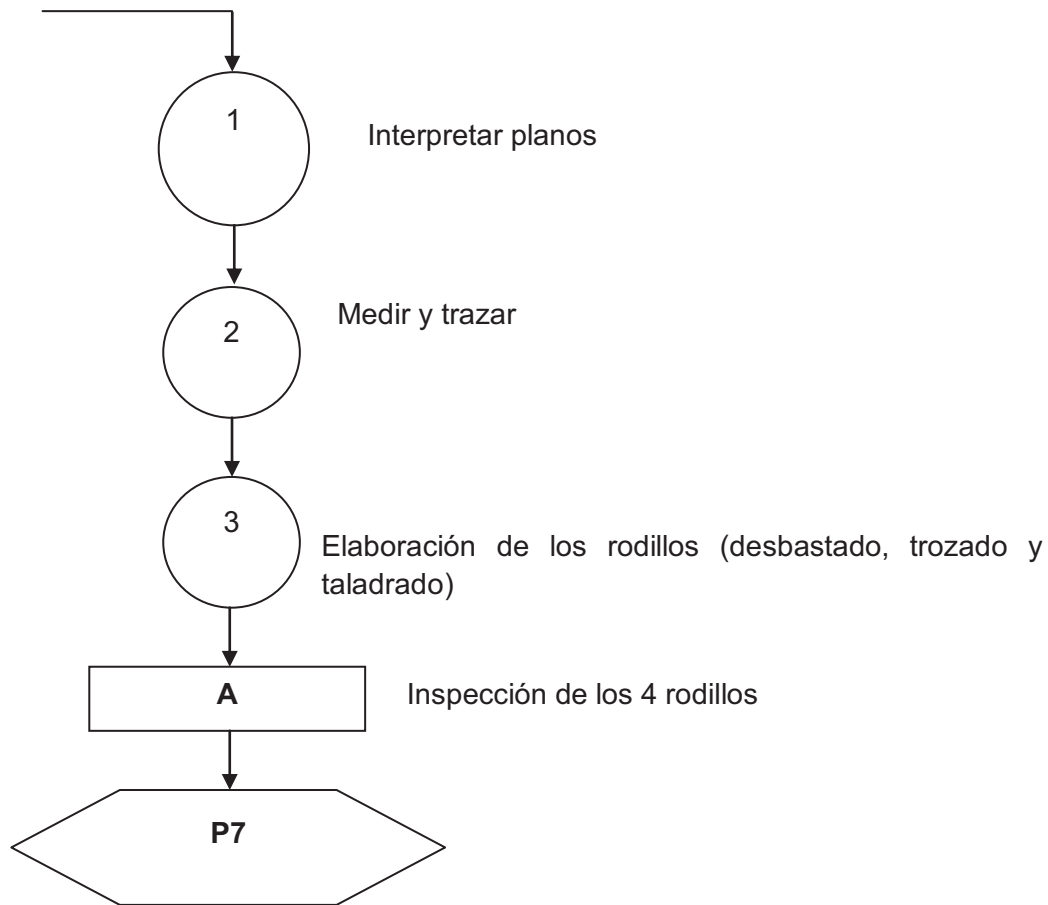 1
Interpretar planos
2
Medir y trazar
3
Elaboración de los rodillos (desbastado, trozado y
taladrado)
A
Inspección de los 4 rodillos
P7